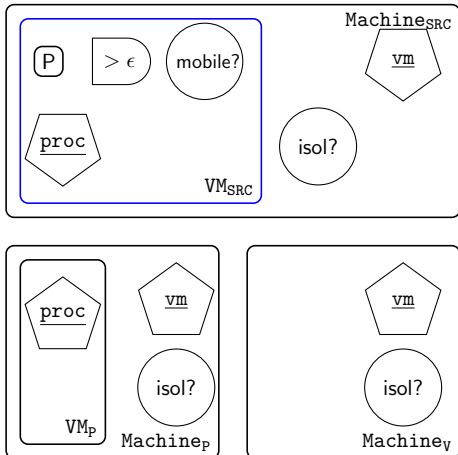 Machine_SRC
P > ϵ mobile? vm
proc isol?
VM_SRC
proc vm vm
isol? isol?
VM_P
Machine_P Machine_V